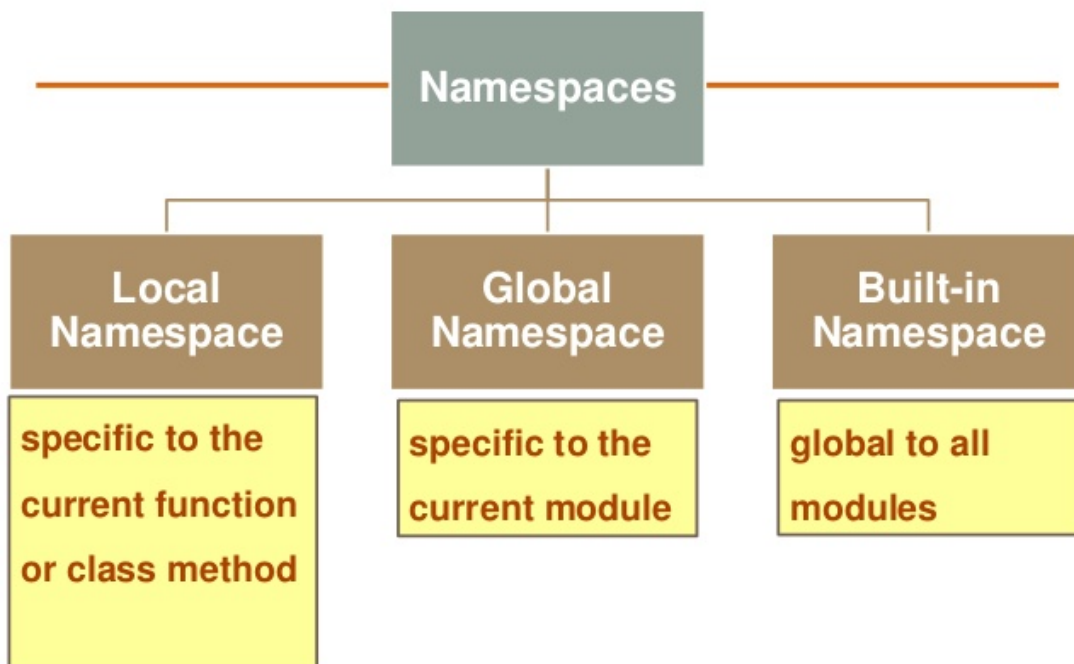 Namespaces
Local
Namespace
specific to the
current function
or class method
Global
Namespace
specific to the
current module
Built-in
Namespace
global to all
modules